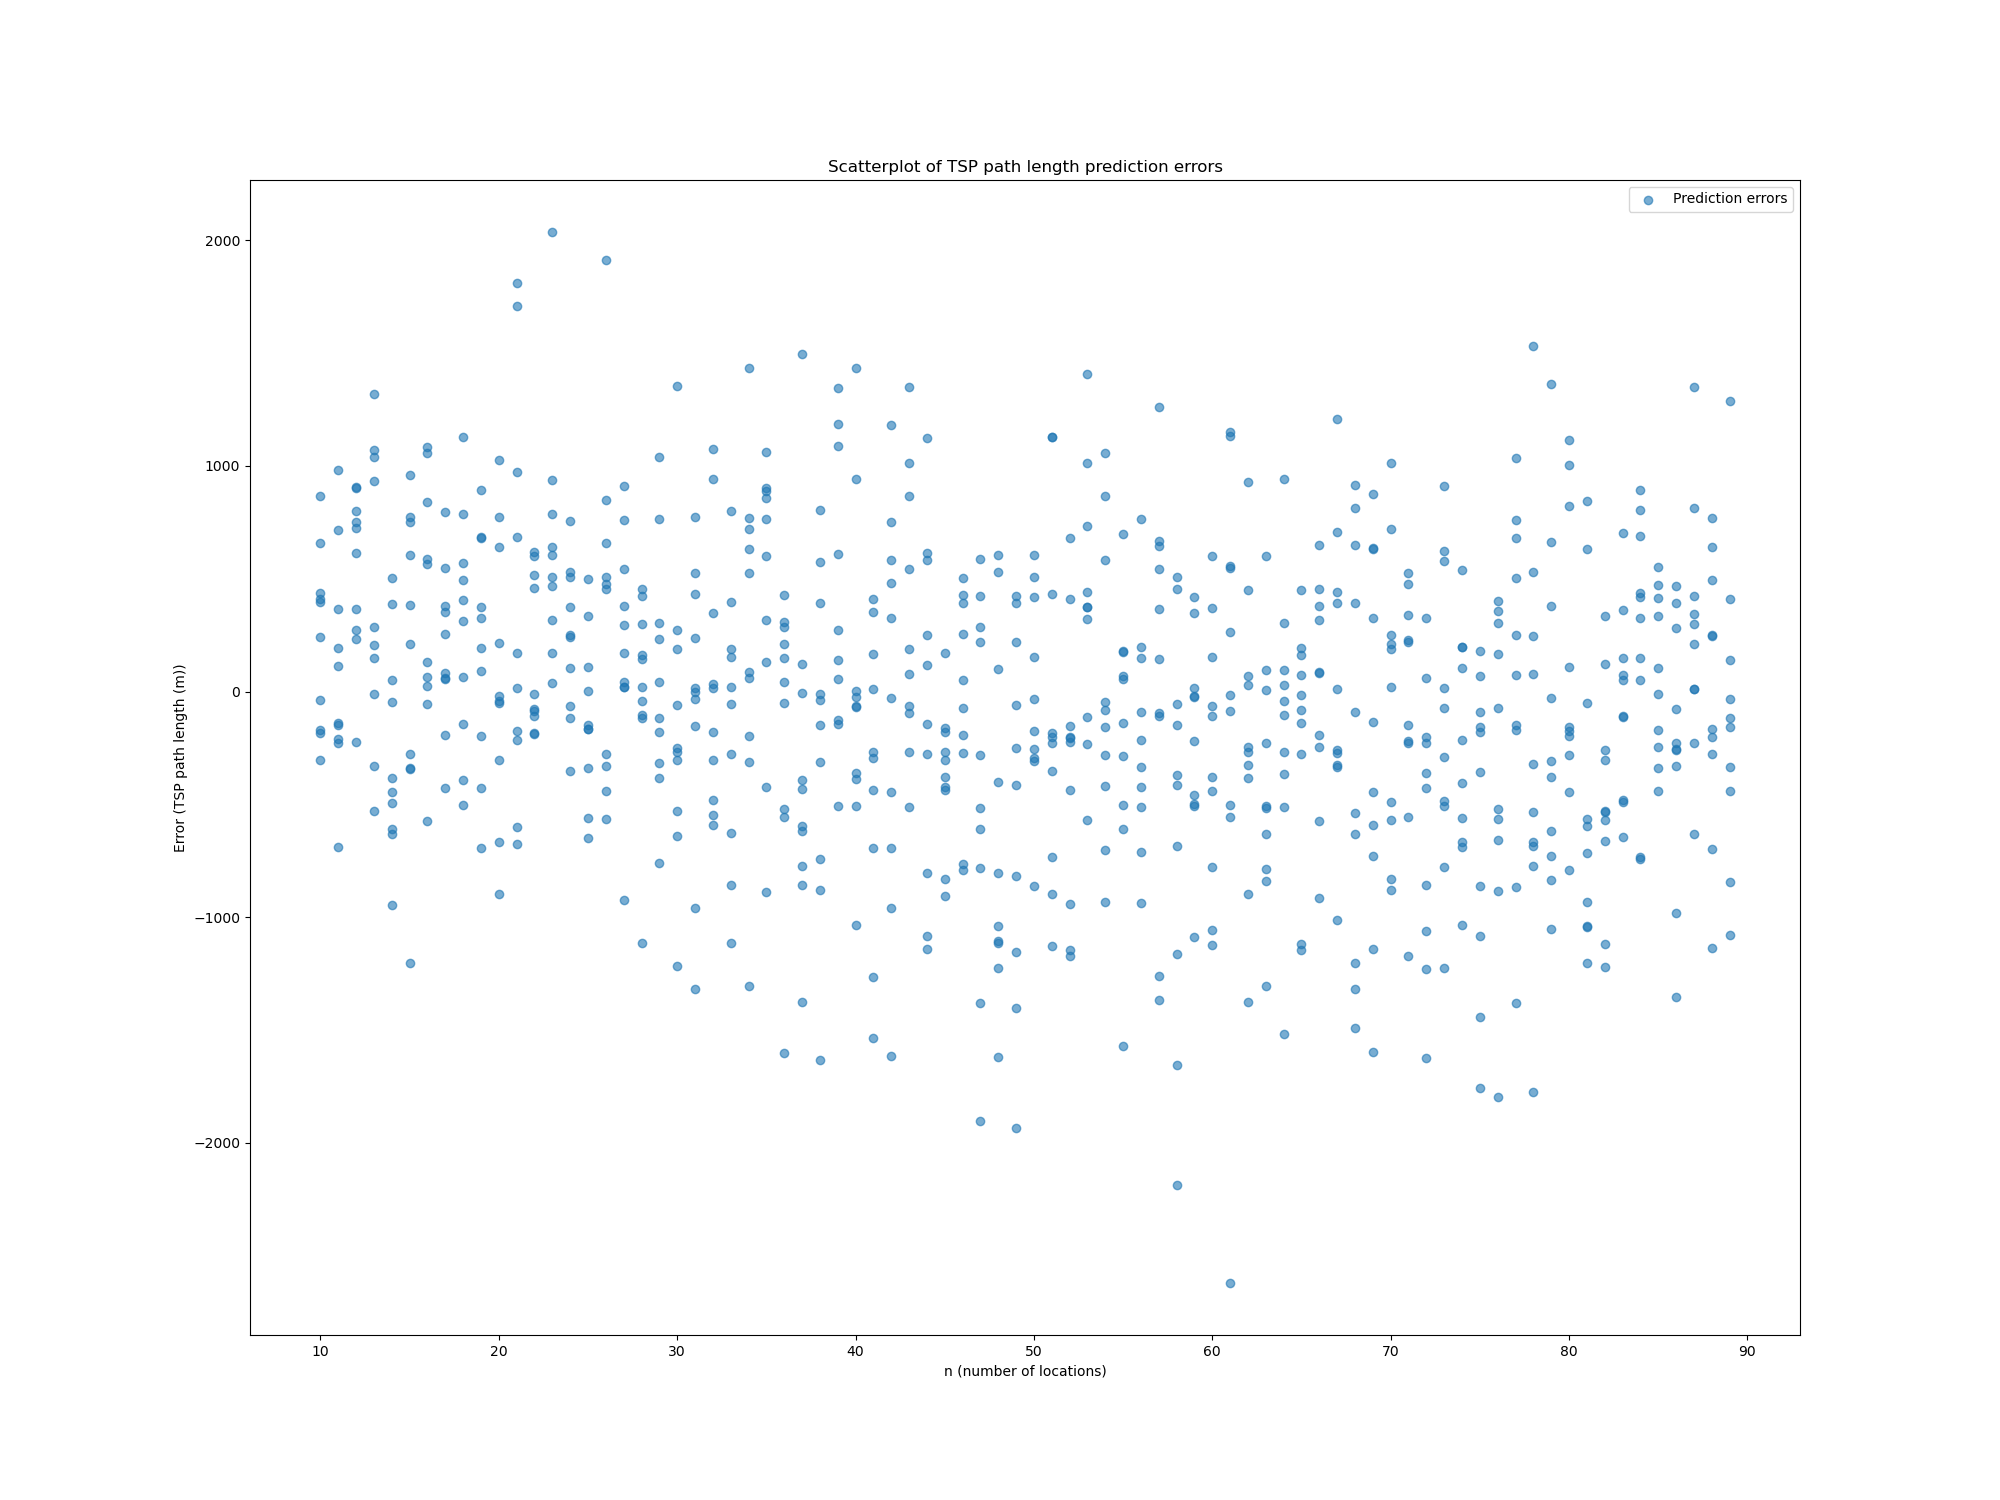 Scatterplot of TSP path length prediction errors
Prediction errors
2000
1000
0
−1000
−2000
Error (TSP path length (m))
10 20 30 40 50 60 70 80 90
n (number of locations)